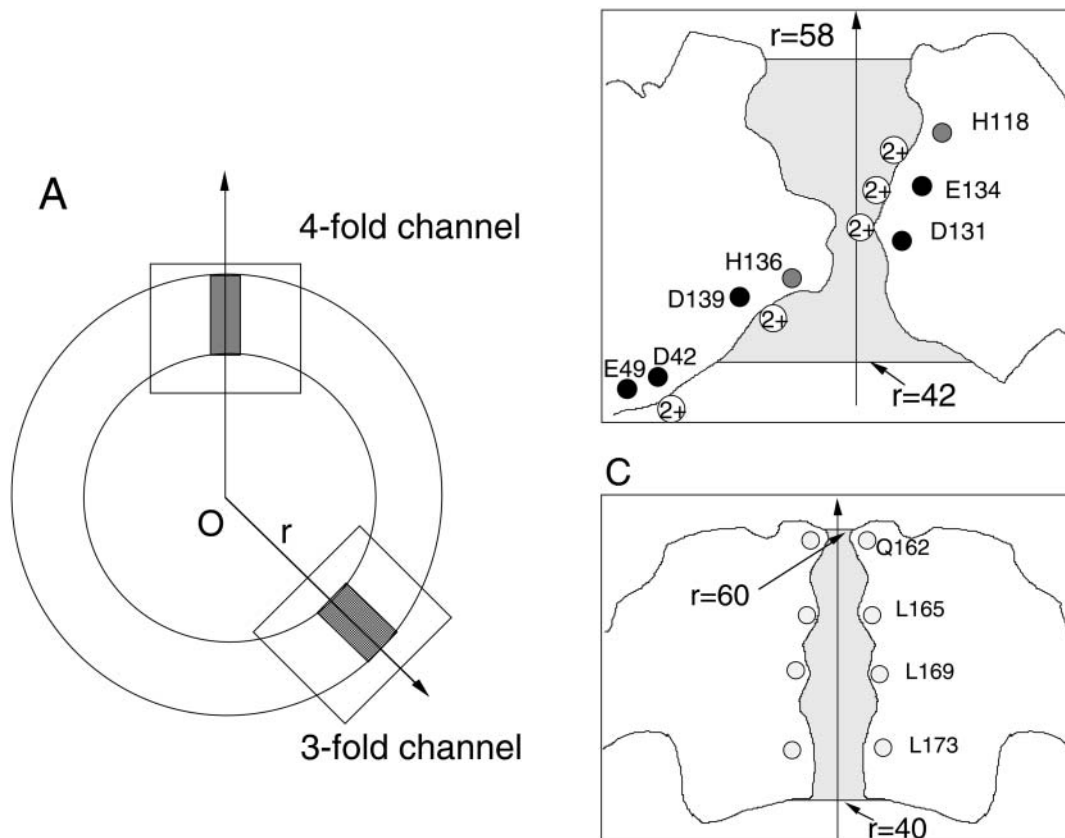 A
4-fold channel
O
r
3-fold channel
r=58
H118
2+
2+
E134
2+
D131
H136
D139
2+
E49
D42
2+
r=42
C
Q162
r=60
L165
L169
L173
r=40